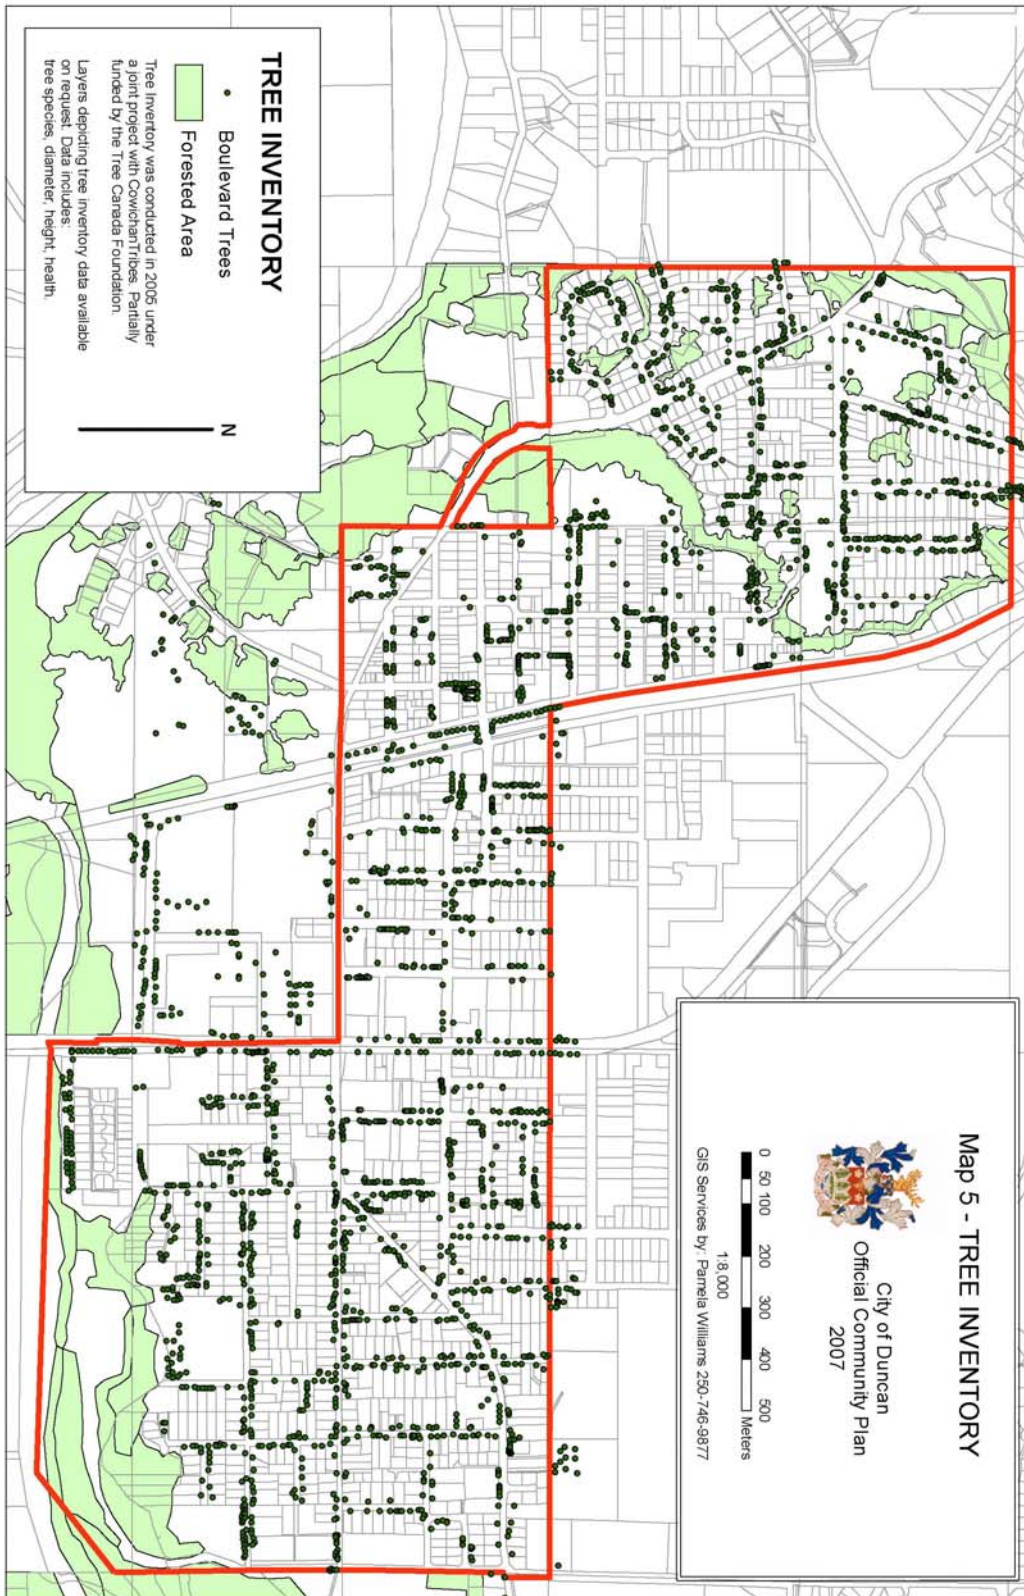 Map 5 - TREE INVENTORY
City of Duncan
Official Community Plan
2007
0 50 100 200 300 400 500
Meters
1:8,000
GIS Services by : Pamela Williams 250-746-9877
TREE INVENTORY
Boulevard Trees
Forested Area
Tree Inventory was conducted in 2005 under
a joint project with CowichanTribes. Partially
funded by the Tree Canada Foundation.
Layers depicting tree inventory data available
on request. Data includes:
tree species, diameter, height, health.
N